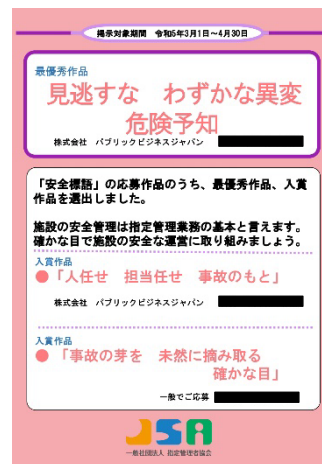 掲示対象期間　令和5年3月1日～4月30日
最優秀作品
見逃すな　わずかな異変
危険予知
株式会社　パブリックビジネスジャパン
「安全標語」の応募作品のうち、最優秀作品、入賞
作品を選出しました。
施設の安全管理は指定管理業務の基本と言えます。
確かな目で施設の安全な運営に取り組みましょう。
入賞作品
●「人任せ　担当任せ　事故のもと」
株式会社　パブリックビジネスジャパン
入賞作品
●「事故の芽を　未然に摘み取る
確かな目」
一般でご応募
JSA
一般社団法人 指定管理者協会